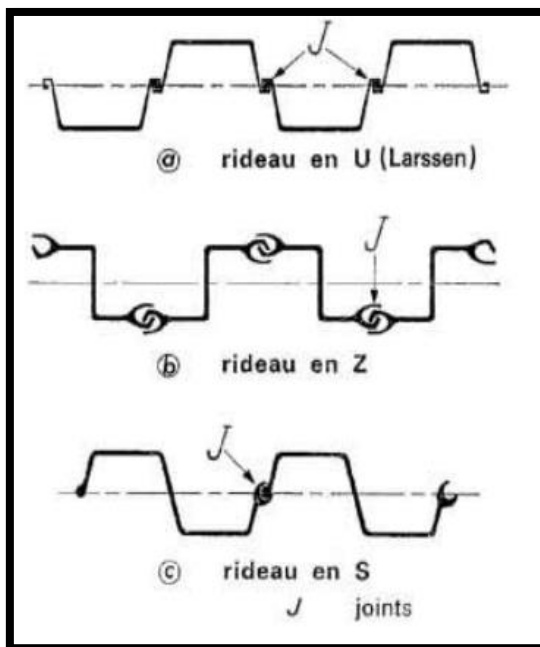 J
ⓐ rideau en U (Larssen)
J
ⓑ rideau en Z
J
ⓒ rideau en S
J joints